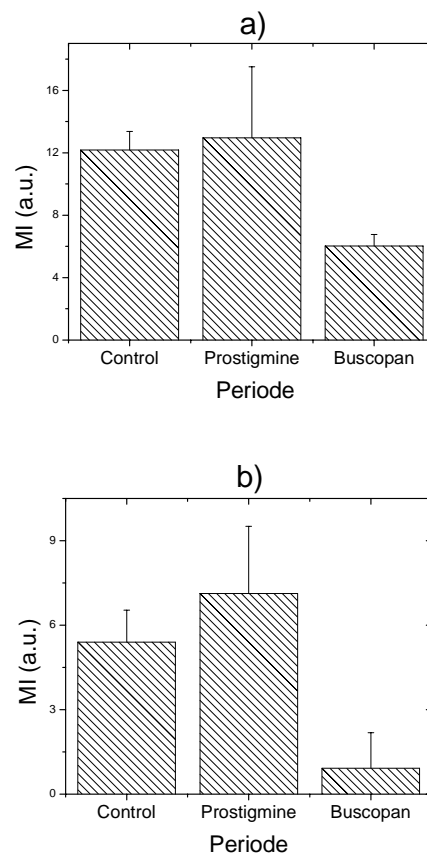 a)
MI (a.u.)
16
12
8
4
0
Control Prostigmine Buscopan
Periode
b)
MI (a.u.)
9
6
3
0
Control Prostigmine Buscopan
Periode